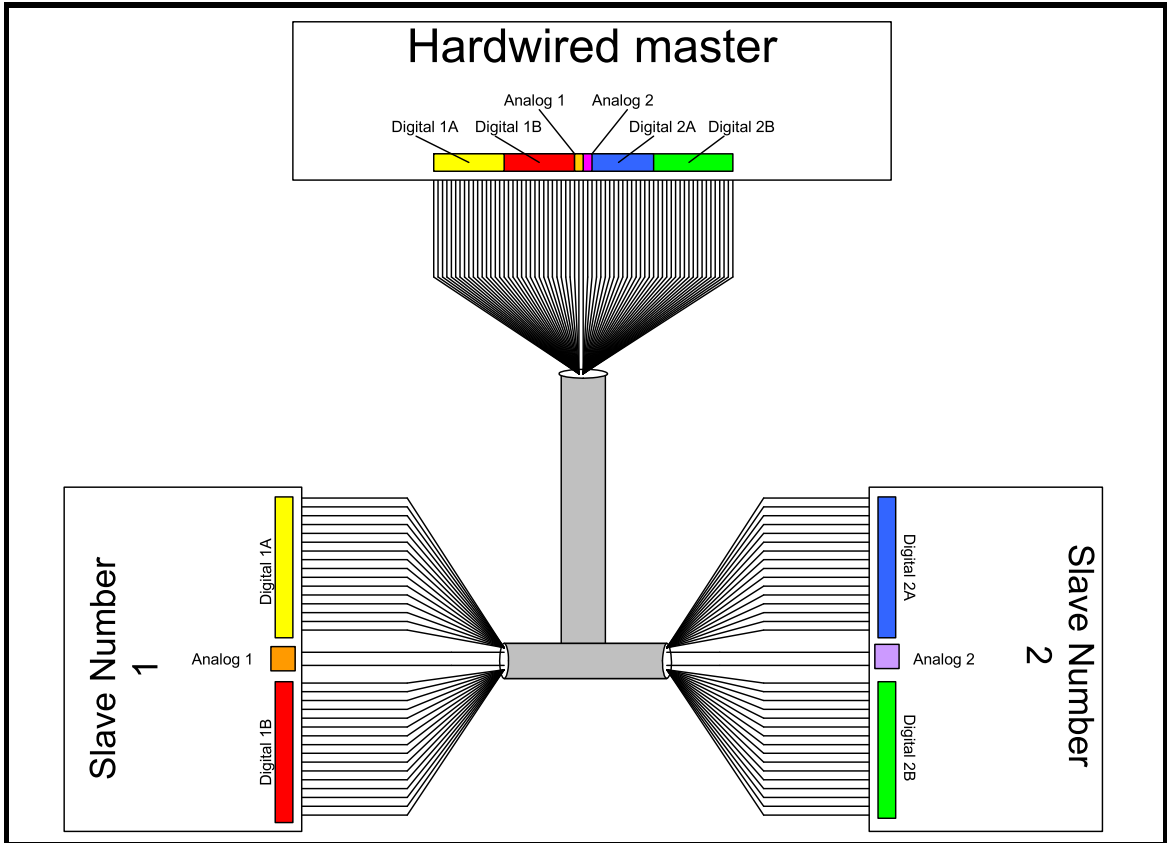 Hardwired master
Analog 1
Analog 2
Digital 1A
Digital 1B
Digital 2A
Digital 2B
Slave Number
1
Digital 1A
Analog 1
Digital 1B
Digital 2A
Analog 2
Digital 2B
Slave Number
2